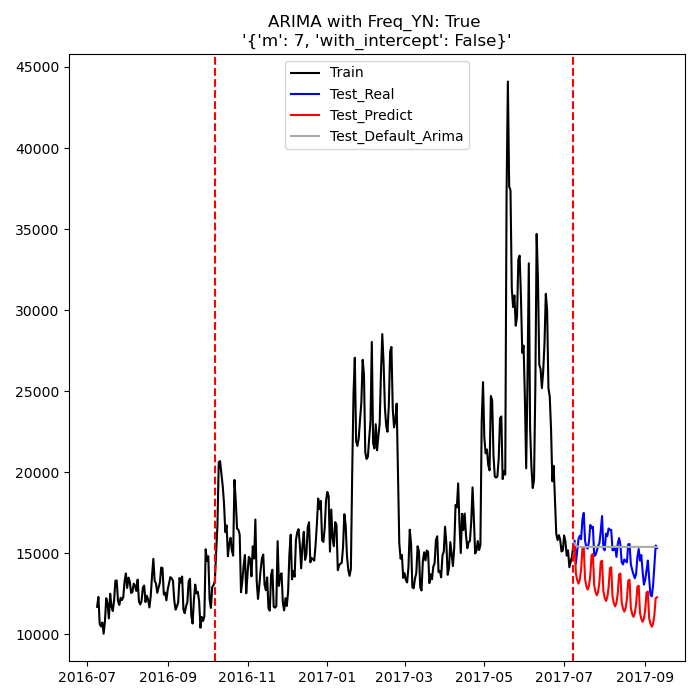 ARIMA with Freq_YN: True
'{'m': 7, 'with_intercept': False}'
45000
40000
35000
30000
25000
20000
15000
10000
Train
Test_Real
Test_Predict
Test_Default_Arima
2016-07
2016-09
2016-11
2017-01
2017-03
2017-05
2017-07
2017-09